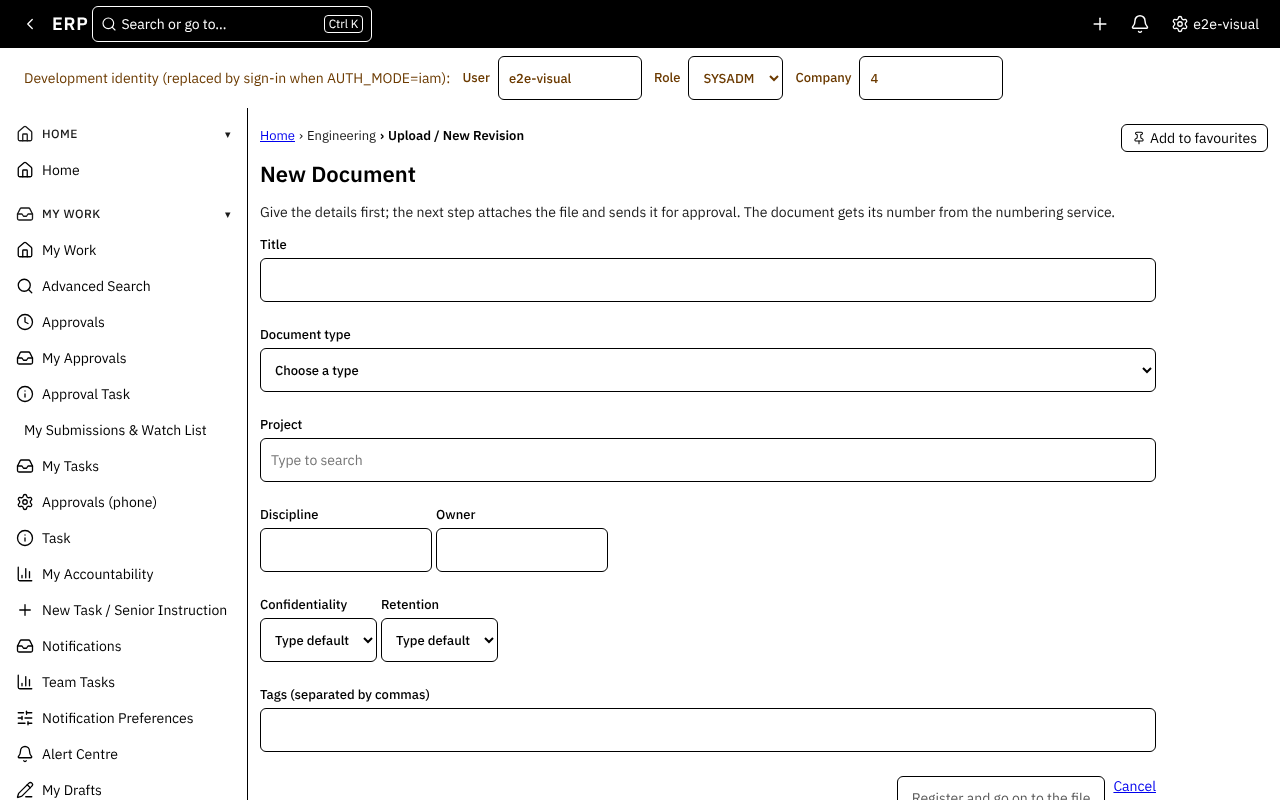 ERP
Search or go to...
Ctrl K
e2e-visual
Development identity (replaced by sign-in when AUTH_MODE=iam):
User
e2e-visual
Role
SYSADM
Company
4
HOME
Home
MY WORK
My Work
Advanced Search
Approvals
My Approvals
Approval Task
My Submissions & Watch List
My Tasks
Approvals (phone)
Task
My Accountability
New Task / Senior Instruction
Notifications
Team Tasks
Notification Preferences
Alert Centre
My Drafts
Home › Engineering › Upload / New Revision
Add to favourites
New Document
Give the details first; the next step attaches the file and sends it for approval. The document gets its number from the numbering service.
Title
Document type
Choose a type
Project
Type to search
Discipline
Owner
Confidentiality
Retention
Type default
Type default
Tags (separated by commas)
Register and go on to the file
Cancel